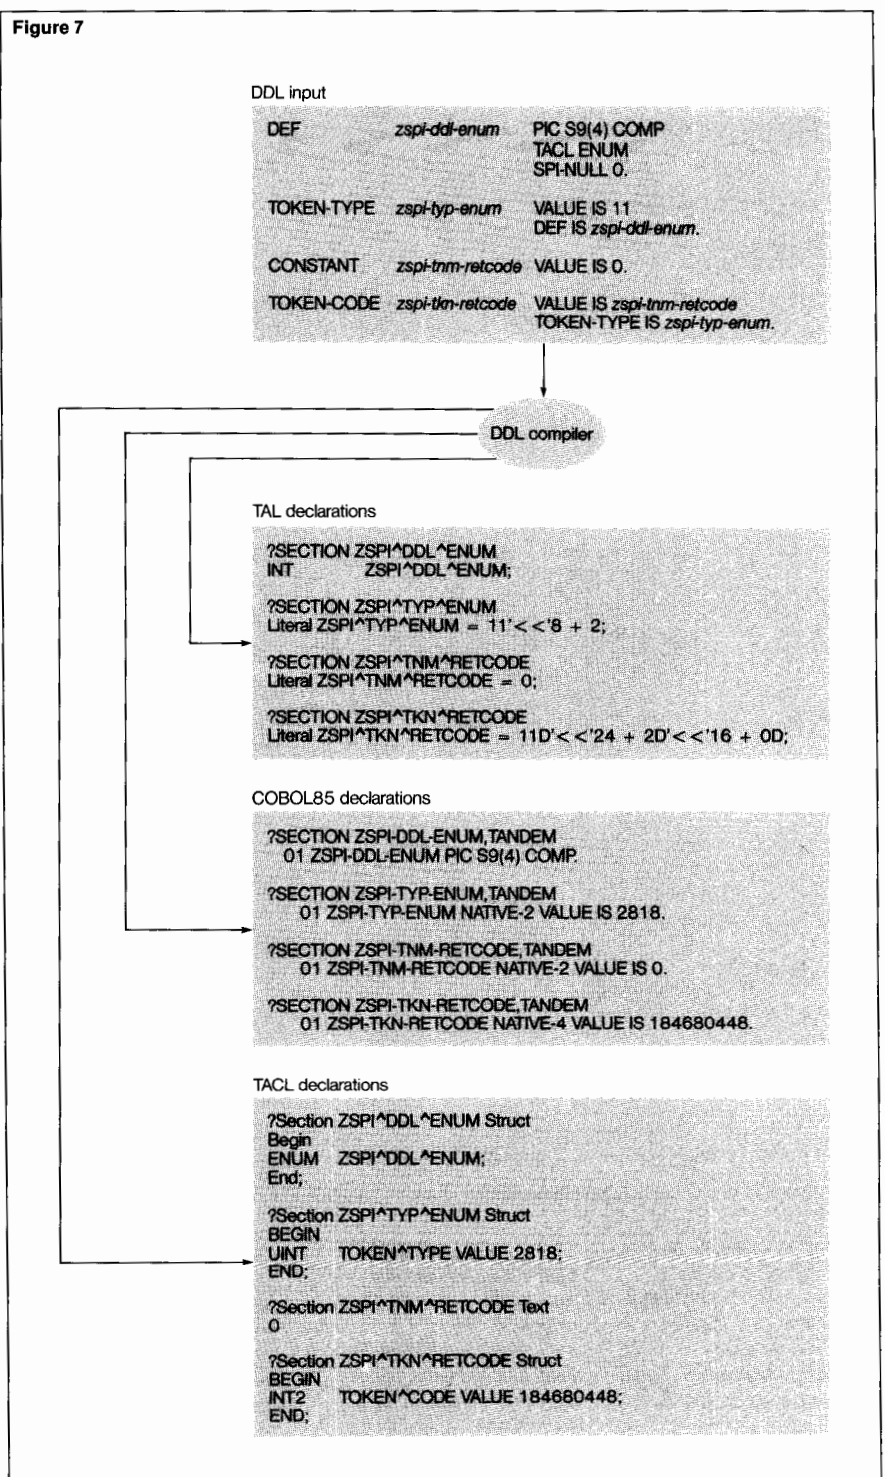 Figure 7
DDL input
DEF zspi-ddl-enum PIC S9(4) COMP
TACL ENUM
SPI-NULL 0.
TOKEN-TYPE zspi-typ-enum VALUE IS 11
DEF IS zspi-ddl-enum.
CONSTANT zspi-tnm-retcode VALUE IS 0.
TOKEN-CODE zspi-tkn-retcode VALUE IS zspi-tnm-retcode
TOKEN-TYPE IS zspi-typ-enum.
DDL compiler
TAL declarations
?SECTION ZSPI^DDL^ENUM
INT ZSPI^DDL^ENUM;
?SECTION ZSPI^TYP^ENUM
Literal ZSPI^TYP^ENUM = 11'<<'8 + 2;
?SECTION ZSPI^TNM^RETCODE
Literal ZSPI^TNM^RETCODE = 0;
?SECTION ZSPI^TKN^RETCODE
Literal ZSPI^TKN^RETCODE = 11D'<<'24 + 2D'<<'16 + 0D;
COBOL85 declarations
?SECTION ZSPI-DDL-ENUM,TANDEM
01 ZSPI-DDL-ENUM PIC S9(4) COMP.
?SECTION ZSPI-TYP-ENUM,TANDEM
01 ZSPI-TYP-ENUM NATIVE-2 VALUE IS 2818.
?SECTION ZSPI-TNM-RETCODE,TANDEM
01 ZSPI-TNM-RETCODE NATIVE-2 VALUE IS 0.
?SECTION ZSPI-TKN-RETCODE,TANDEM
01 ZSPI-TKN-RETCODE NATIVE-4 VALUE IS 184680448.
TACL declarations
?Section ZSPI^DDL^ENUM Struct
Begin
ENUM ZSPI^DDL^ENUM;
End;
?Section ZSPI^TYP^ENUM Struct
BEGIN
UINT TOKEN^TYPE VALUE 2818;
END;
?Section ZSPI^TNM^RETCODE Text
0
?Section ZSPI^TKN^RETCODE Struct
BEGIN
INT2 TOKEN^CODE VALUE 184680448;
END;